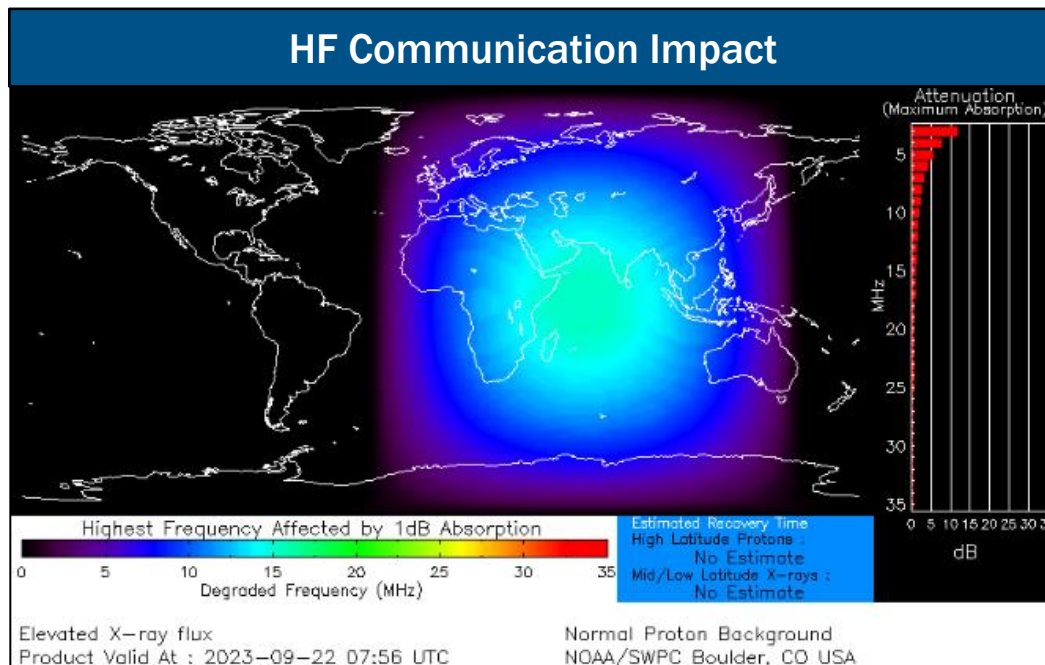 HF Communication Impact
Attenuation
(Maximum Absorption)
5
10
15
20
25
30
35
MHz
0 5 10 15 20 25 30 3
dB
Highest Frequency Affected by 1dB Absorption
0 5 10 15 20 25 30 35
Degraded Frequency (MHz)
Estimated Recovery Time
High Latitude Protons :
No Estimate
Mid/Low Latitude X-rays :
No Estimate
Elevated X-ray flux
Product Valid At : 2023-09-22 07:56 UTC
Normal Proton Background
NOAA/SWPC Boulder, CO USA